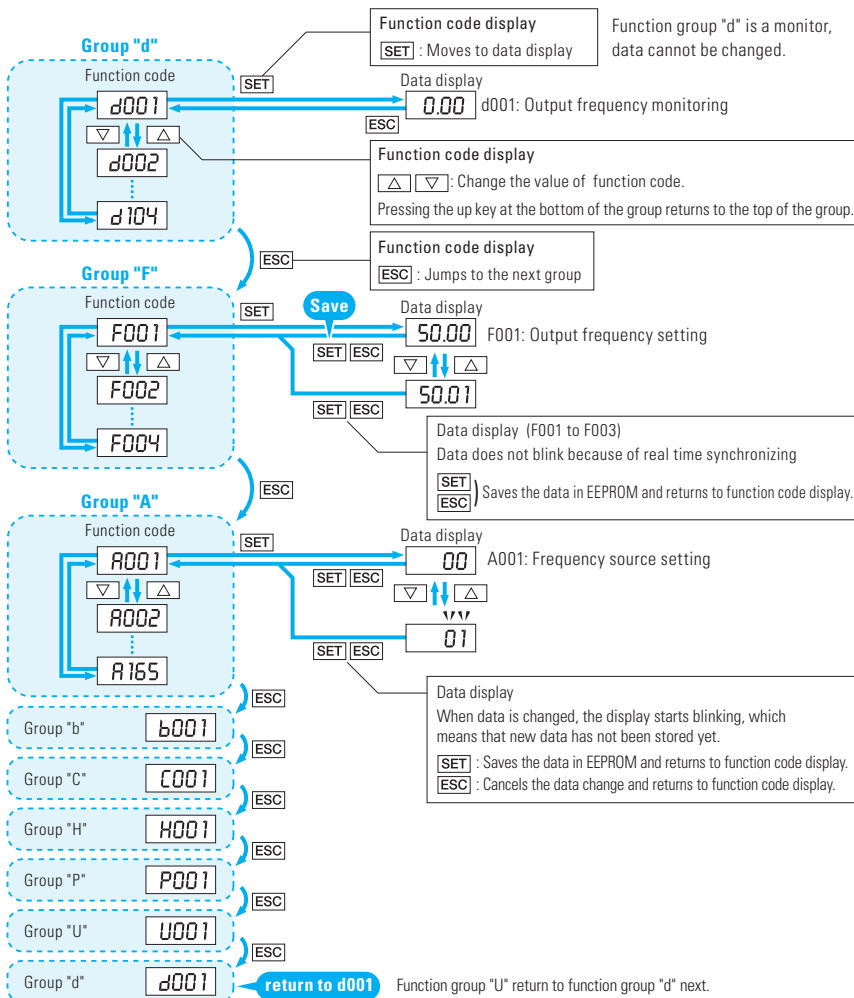 Function code display
SET : Moves to data display
Function group "d" is a monitor,
data cannot be changed.
Group "d"
Function code
SET
Data display
d001
0.00 d001: Output frequency monitoring
ESC
▽ △
d002
d104
Function code display
△ ▽ : Change the value of function code.
Pressing the up key at the bottom of the group returns to the top of the group.
ESC
Function code display
ESC : Jumps to the next group
Group "F"
Function code
SET
Save
Data display
F001
50.00 F001: Output frequency setting
SET ESC
▽ △
▽ △
F002
50.01
SET ESC
F004
Data display (F001 to F003)
Data does not blink because of real time synchronizing
SET
ESC ) Saves the data in EEPROM and returns to function code display.
ESC
Group "A"
Function code
SET
Data display
A001
00 A001: Frequency source setting
SET ESC
▽ △
▽ △
A002
01
SET ESC
A165
Data display
When data is changed, the display starts blinking, which
means that new data has not been stored yet.
SET : Saves the data in EEPROM and returns to function code display.
ESC : Cancels the data change and returns to function code display.
ESC
Group "b" b001
ESC
Group "C" C001
ESC
Group "H" H001
ESC
Group "P" P001
ESC
Group "U" U001
ESC
Group "d" d001 return to d001 Function group "U" return to function group "d" next.